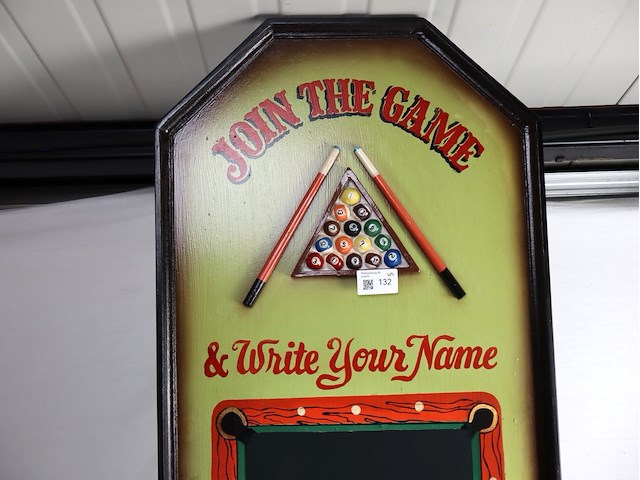 JOIN THE GAME
132
& Write Your Name